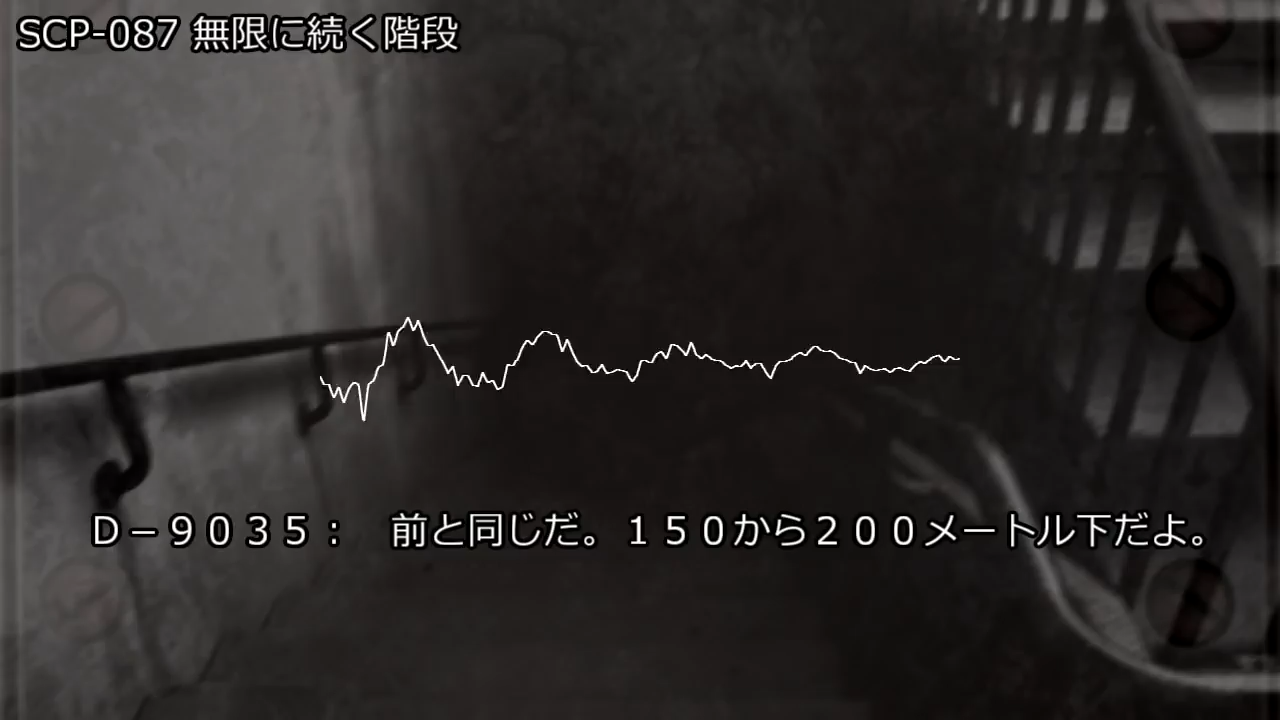 SCP-087 無限に続く階段
D－９０３５：　前と同じだ。１５０から２００メートル下だよ。